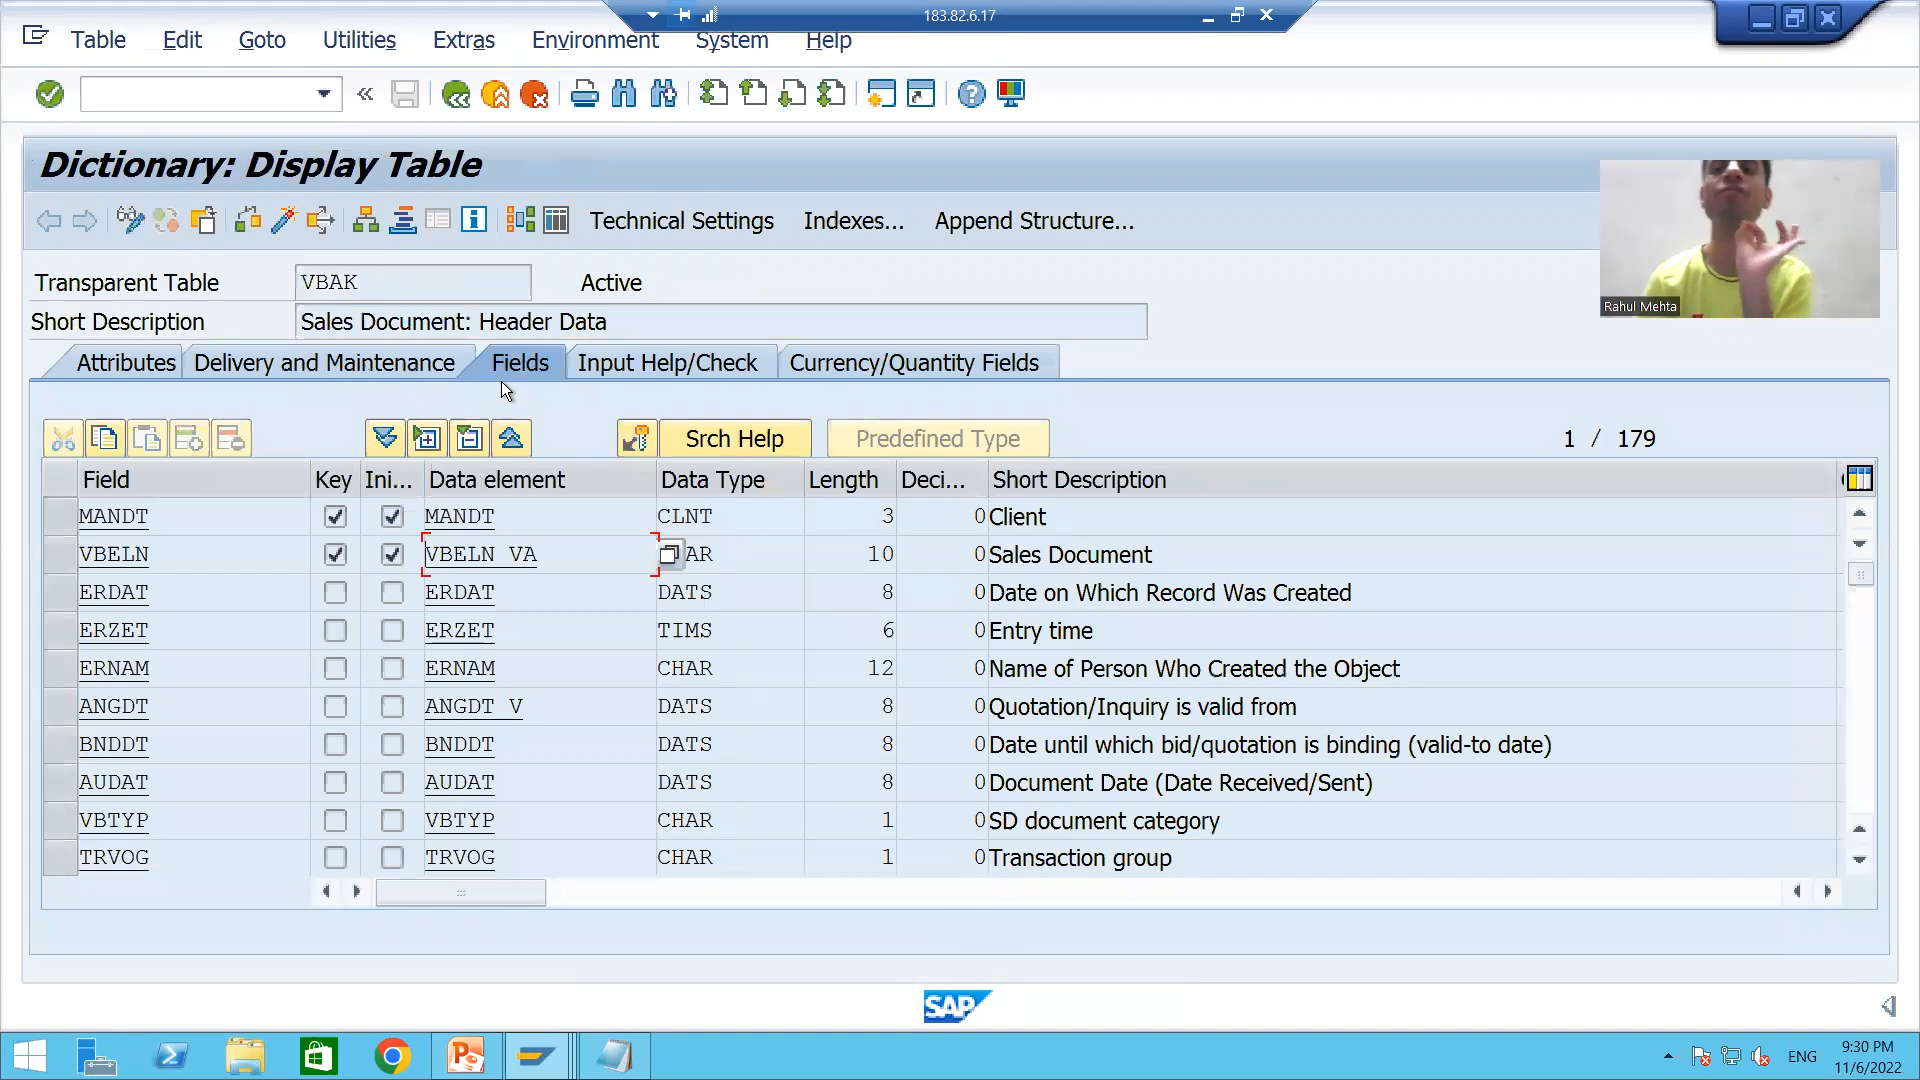 183.82.6.17
Table Edit Goto Utilities Extras Environment System Help
Dictionary: Display Table
Technical Settings Indexes... Append Structure...
Rahul Mehta
Transparent Table VBAK Active
Short Description Sales Document: Header Data
Attributes Delivery and Maintenance Fields Input Help/Check Currency/Quantity Fields
Srch Help Predefined Type 1 / 179
Field Key Ini... Data element Data Type Length Deci... Short Description
MANDT MANDT CLNT 3 0 Client
VBELN VBELN VA AR 10 0 Sales Document
ERDAT ERDAT DATS 8 0 Date on Which Record Was Created
ERZET ERZET TIMS 6 0 Entry time
ERNAM ERNAM CHAR 12 0 Name of Person Who Created the Object
ANGDT ANGDT V DATS 8 0 Quotation/Inquiry is valid from
BNDDT BNDDT DATS 8 0 Date until which bid/quotation is binding (valid-to date)
AUDAT AUDAT DATS 8 0 Document Date (Date Received/Sent)
VBTYP VBTYP CHAR 1 0 SD document category
TRVOG TRVOG CHAR 1 0 Transaction group
SAP
ENG 9:30 PM
11/6/2022